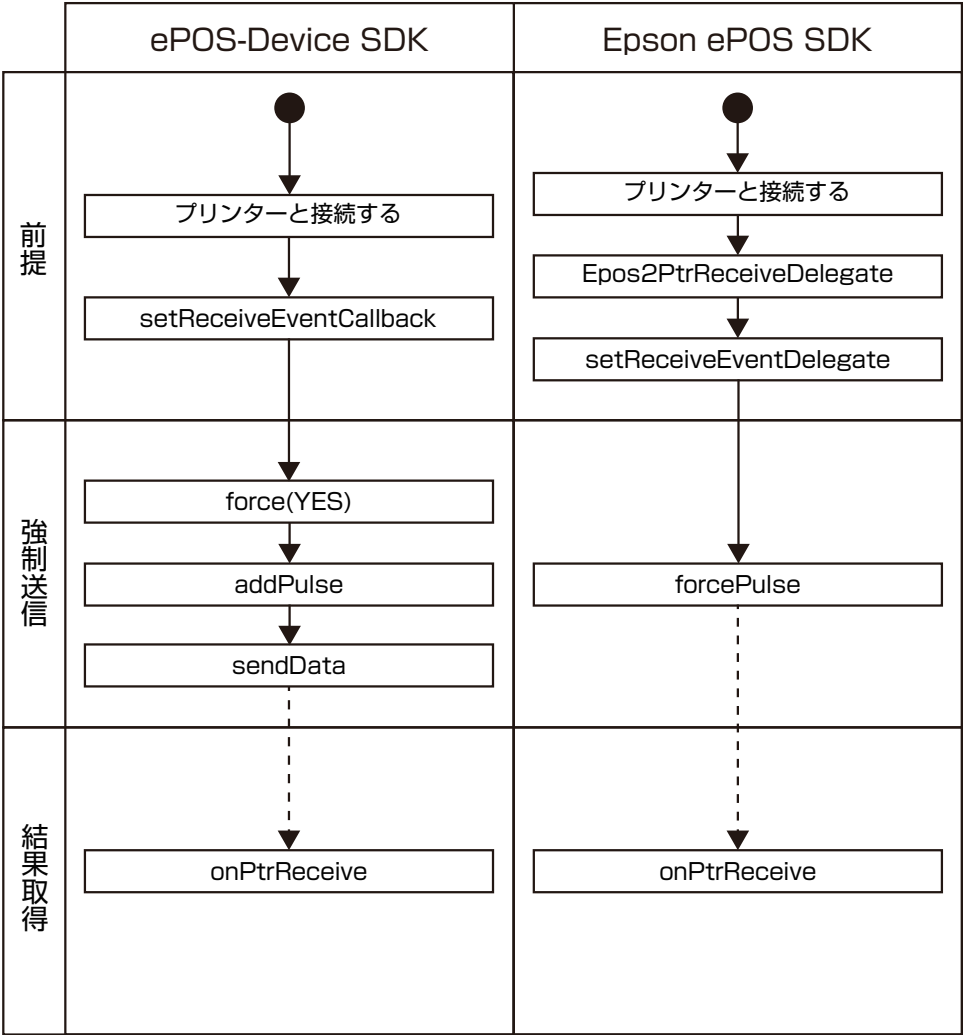 ePOS-Device SDK
Epson ePOS SDK
前提
プリンターと接続する
setReceiveEventCallback
プリンターと接続する
Epos2PtrReceiveDelegate
setReceiveEventDelegate
強制送信
force(YES)
addPulse
sendData
forcePulse
結果取得
onPtrReceive
onPtrReceive